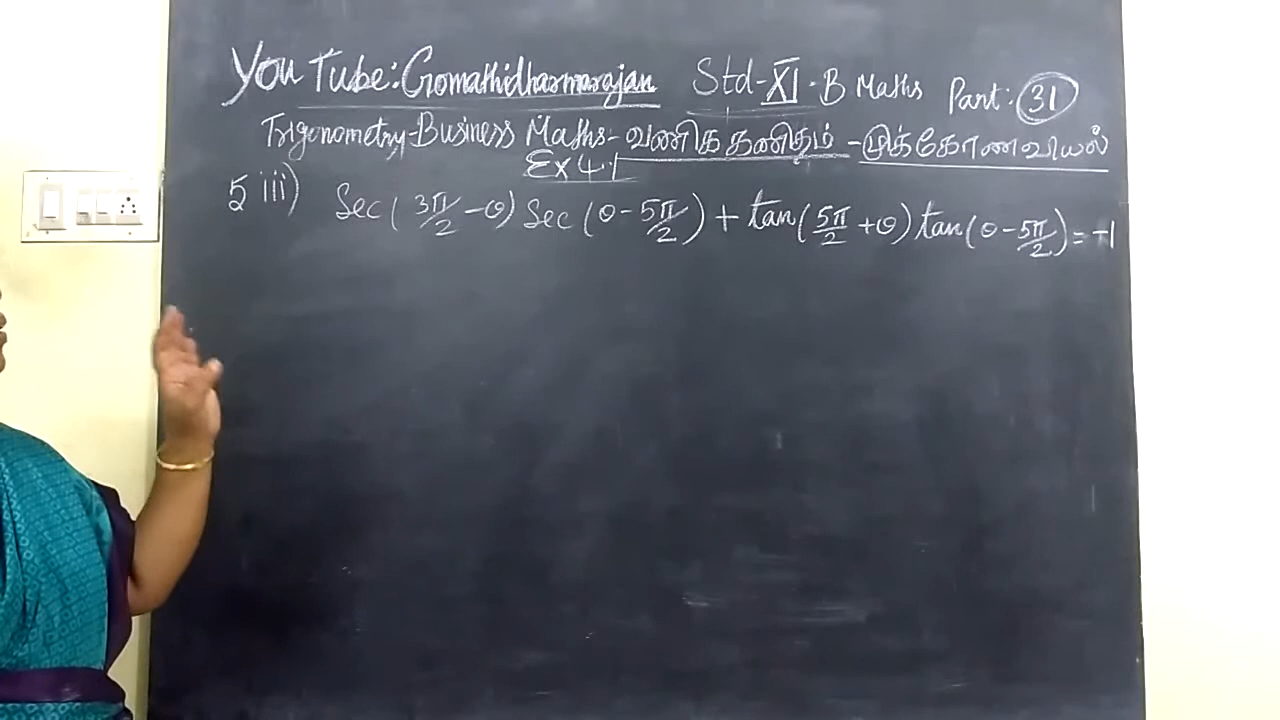 You Tube: Gomathidharmarajan Std-XI-B Maths Part: 31
Trigonometry-Business Maths-வணிக கணிதம் -முக்கோணவியல்
Ex 4.1
5 iii) Sec(3π/2 - θ) Sec(θ - 5π/2) + tan(5π/2 + θ) tan(θ - 5π/2) = -1